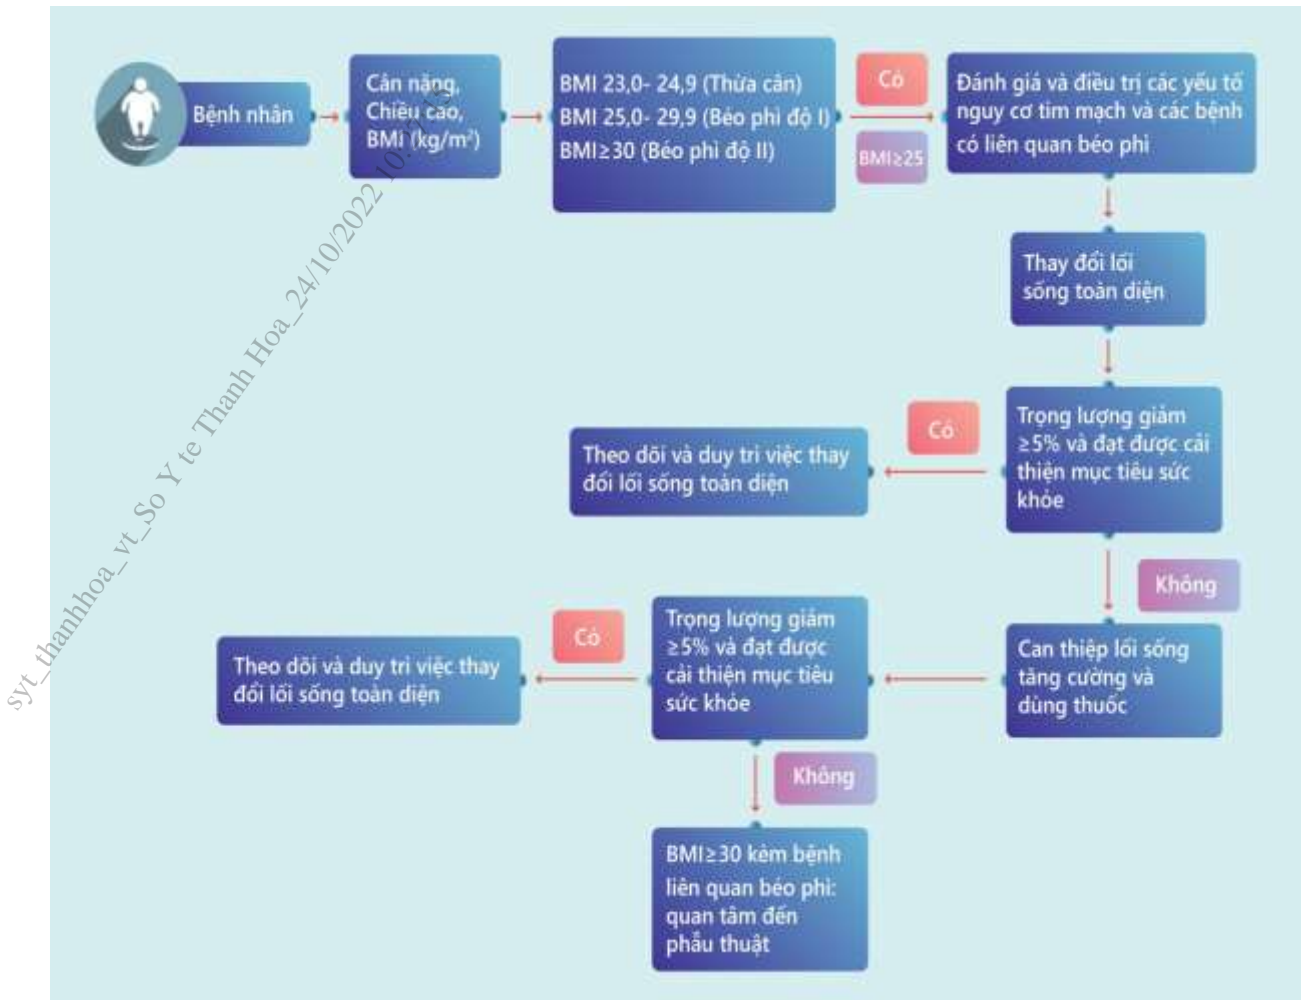 Bệnh nhân
Cân nặng,
Chiều cao,
BMI (kg/m²)
BMI 23,0- 24,9 (Thừa cân)
BMI 25,0- 29,9 (Béo phì độ I)
BMI≥30 (Béo phì độ II)
Có
BMI≥25
Đánh giá và điều trị các yếu tố
nguy cơ tim mạch và các bệnh
có liên quan béo phì
Thay đổi lối
sống toàn diện
Trọng lượng giảm
≥5% và đạt được cải
thiện mục tiêu sức
khỏe
Có
Theo dõi và duy trì việc thay
đổi lối sống toàn diện
Không
Can thiệp lối sống
tăng cường và
dùng thuốc
Trọng lượng giảm
≥5% và đạt được
cải thiện mục tiêu
sức khỏe
Có
Theo dõi và duy trì việc thay
đổi lối sống toàn diện
Không
BMI≥30 kèm bệnh
liên quan béo phì:
quan tâm đến
phẫu thuật
syt_thanhhoa_vt_So Y te Thanh Hoa_24/10/2022